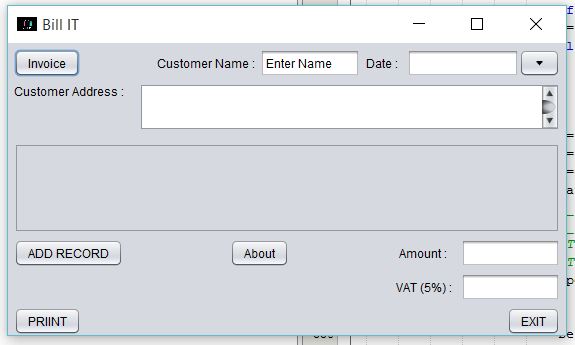 Bill IT
Invoice Customer Name : Enter Name Date :
Customer Address :
ADD RECORD About Amount :
VAT (5%) :
PRIINT EXIT